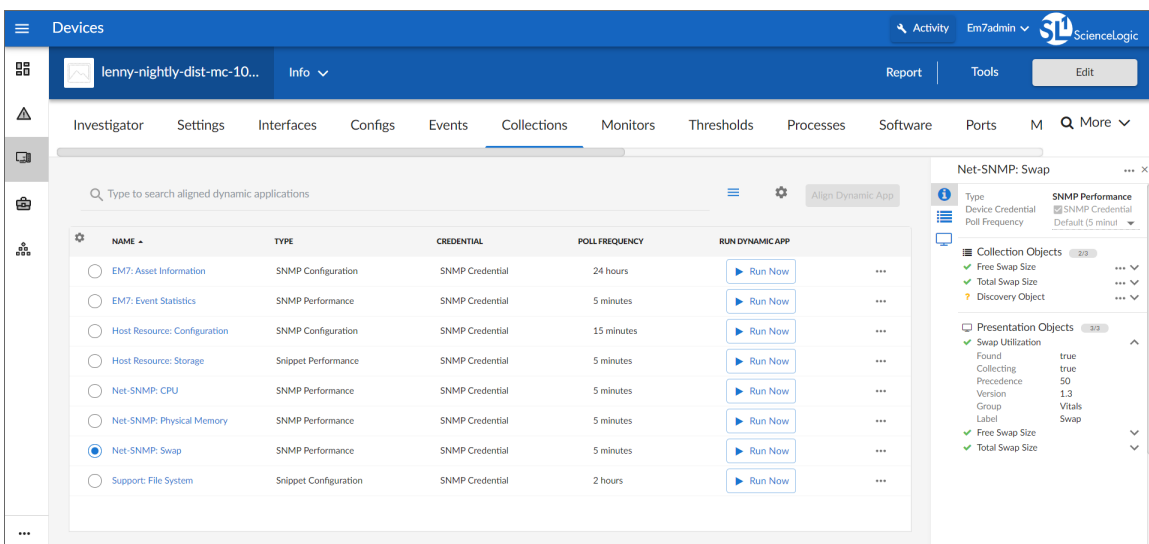 Devices
Activity
Em7admin
SL1 ScienceLogic
lenny-nightly-dist-mc-10...
Info
Report
Tools
Edit
Investigator Settings Interfaces Configs Events Collections Monitors Thresholds Processes Software Ports M More
Type to search aligned dynamic applications
Align Dynamic App
NAME TYPE CREDENTIAL POLL FREQUENCY RUN DYNAMIC APP
EM7: Asset Information SNMP Configuration SNMP Credential 24 hours Run Now ...
EM7: Event Statistics SNMP Performance SNMP Credential 5 minutes Run Now ...
Host Resource: Configuration SNMP Configuration SNMP Credential 15 minutes Run Now ...
Host Resource: Storage Snippet Performance SNMP Credential 5 minutes Run Now ...
Net-SNMP: CPU SNMP Performance SNMP Credential 5 minutes Run Now ...
Net-SNMP: Physical Memory SNMP Performance SNMP Credential 5 minutes Run Now ...
Net-SNMP: Swap SNMP Performance SNMP Credential 5 minutes Run Now ...
Support: File System Snippet Configuration SNMP Credential 2 hours Run Now ...
Net-SNMP: Swap
Type SNMP Performance
Device Credential SNMP Credential
Poll Frequency Default (5 minut
Collection Objects 2/3
Free Swap Size
Total Swap Size
? Discovery Object
Presentation Objects 3/3
Swap Utilization
Found true
Collecting true
Precedence 50
Version 1.3
Group Vitals
Label Swap
Free Swap Size
Total Swap Size